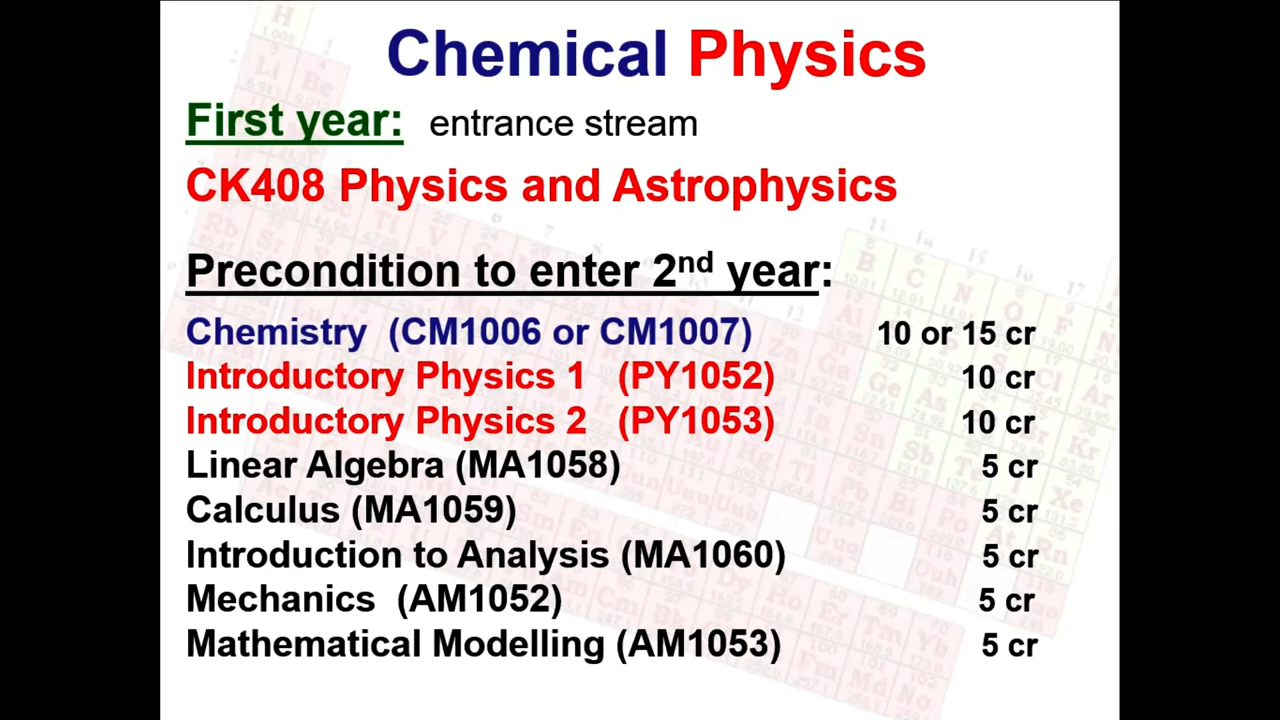 Chemical Physics
First year: entrance stream
CK408 Physics and Astrophysics
Precondition to enter 2nd year:
Chemistry (CM1006 or CM1007) 10 or 15 cr
Introductory Physics 1 (PY1052) 10 cr
Introductory Physics 2 (PY1053) 10 cr
Linear Algebra (MA1058) 5 cr
Calculus (MA1059) 5 cr
Introduction to Analysis (MA1060) 5 cr
Mechanics (AM1052) 5 cr
Mathematical Modelling (AM1053) 5 cr